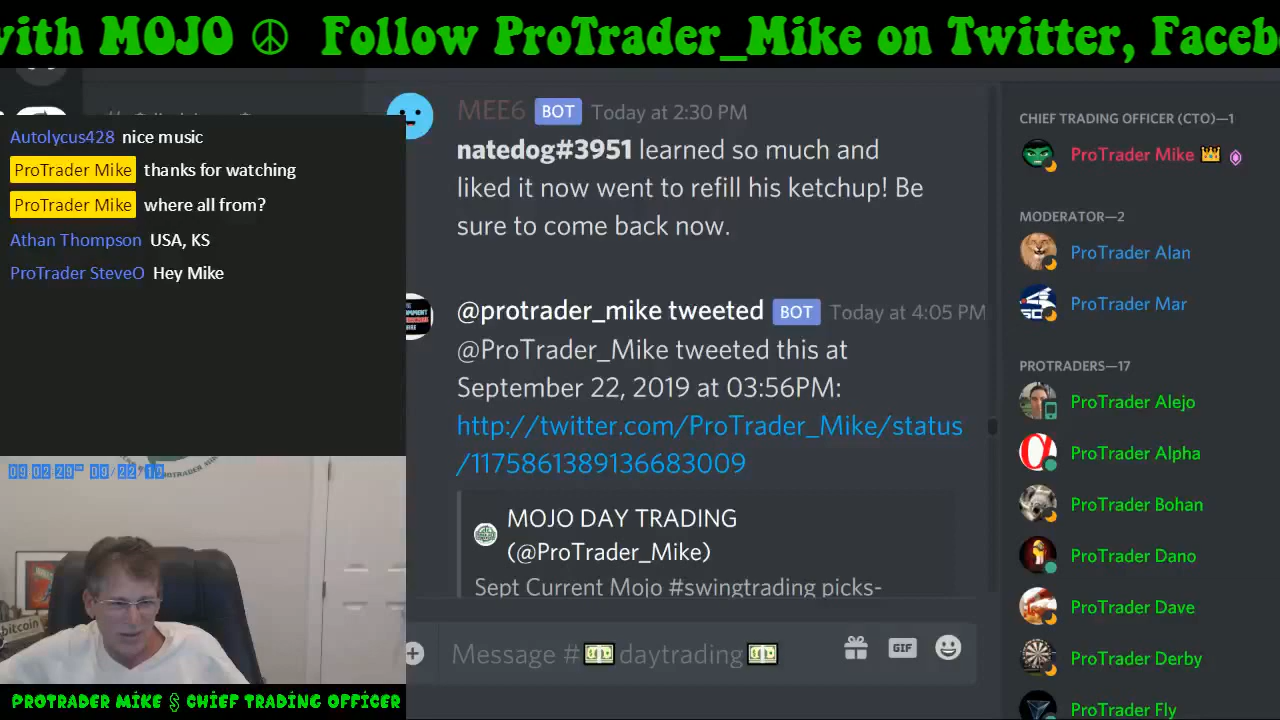 with MOJO ☮ Follow ProTrader_Mike on Twitter, Faceb
Autolycus428 nice music
ProTrader Mike thanks for watching
ProTrader Mike where all from?
Athan Thompson USA, KS
ProTrader SteveO Hey Mike
MEE6 BOT Today at 2:30 PM
natedog#3951 learned so much and
liked it now went to refill his ketchup! Be
sure to come back now.
@protrader_mike tweeted BOT Today at 4:05 PM
@ProTrader_Mike tweeted this at
September 22, 2019 at 03:56PM:
http://twitter.com/ProTrader_Mike/status
/1175861389136683009
MOJO DAY TRADING
(@ProTrader_Mike)
Sept Current Mojo #swingtrading picks-
Message #💵daytrading💵
GIF
CHIEF TRADING OFFICER (CTO)—1
ProTrader Mike
MODERATOR—2
ProTrader Alan
ProTrader Mar
PROTRADERS—17
ProTrader Alejo
ProTrader Alpha
ProTrader Bohan
ProTrader Dano
ProTrader Dave
ProTrader Derby
ProTrader Fly
bitcoin
PROTRADER MIKE $ CHIEF TRADING OFFICER